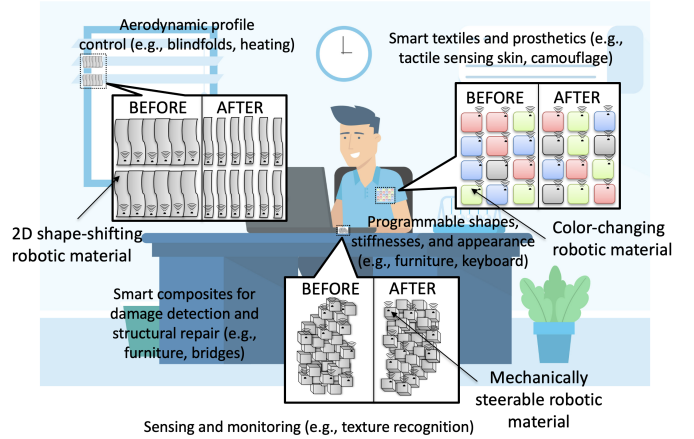 Aerodynamic profile
control (e.g., blindfolds, heating)
Smart textiles and prosthetics (e.g.,
tactile sensing skin, camouflage)
BEFORE
AFTER
BEFORE
AFTER
2D shape-shifting
robotic material
Programmable shapes,
stiffnesses, and appearance
(e.g., furniture, keyboard)
Color-changing
robotic material
Smart composites for
damage detection and
structural repair (e.g.,
furniture, bridges)
BEFORE
AFTER
Mechanically
steerable robotic
material
Sensing and monitoring (e.g., texture recognition)